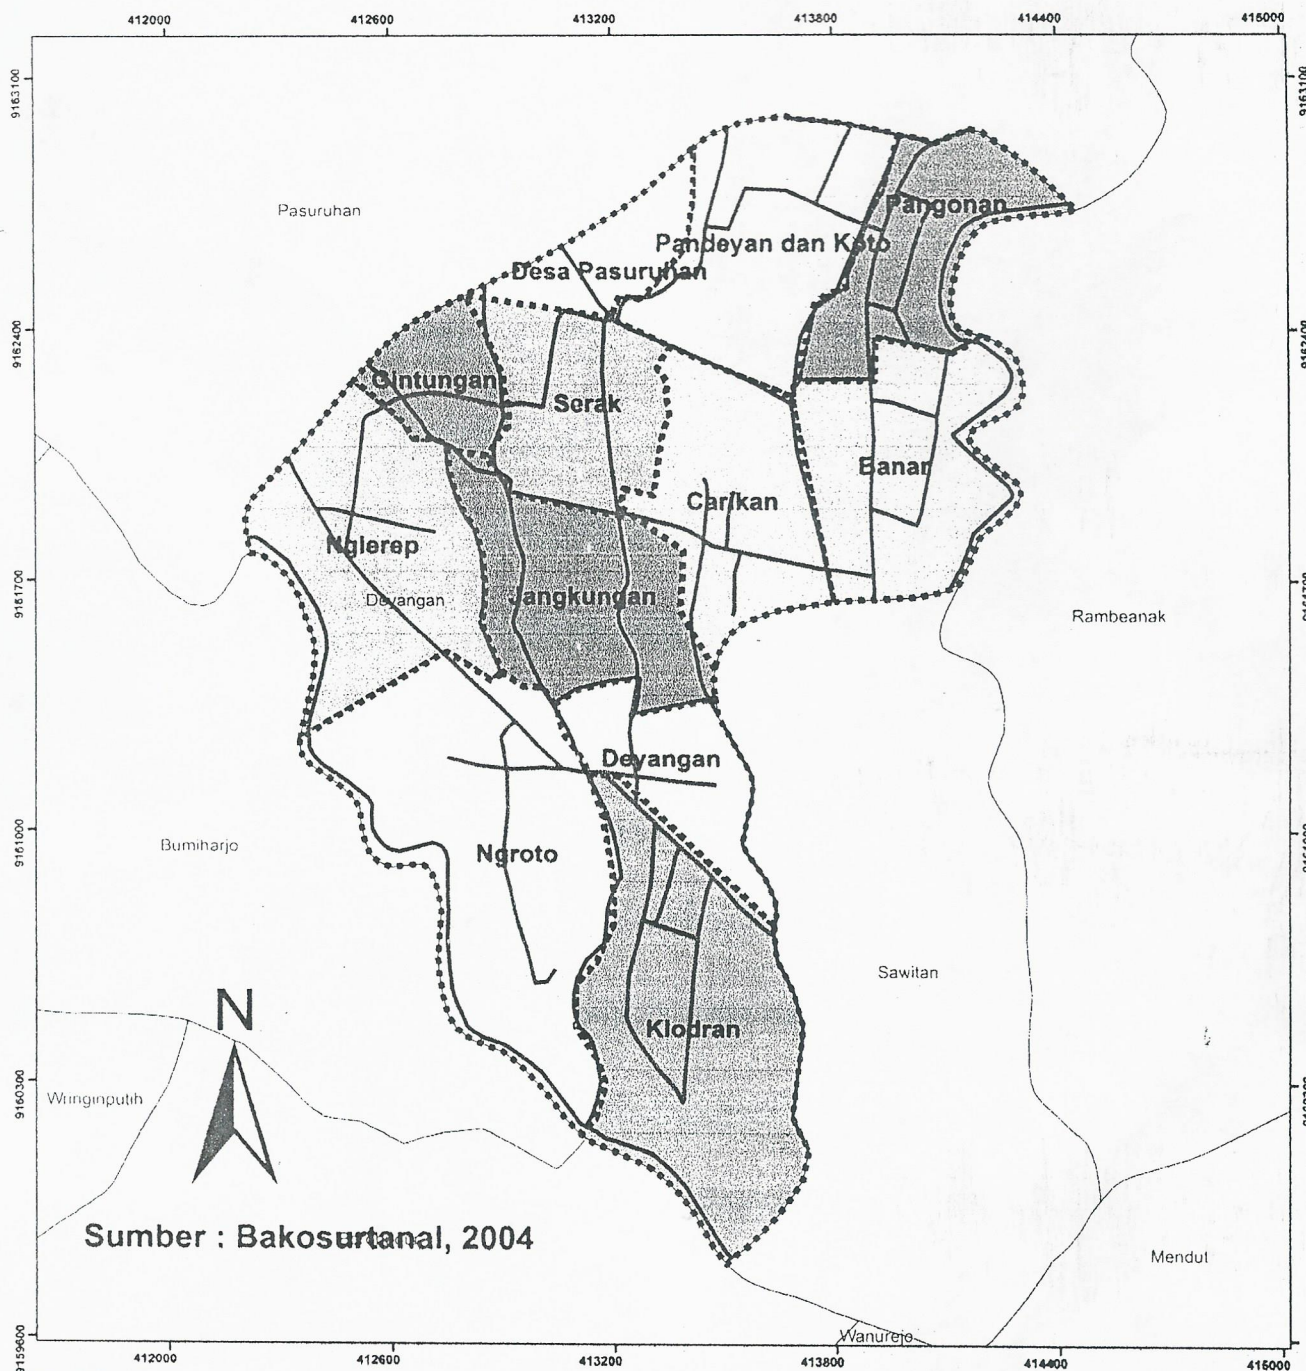 412000
412600
413200
413800
414400
415000
9163100
9163100
Pasuruhan
Pangonan
Pandeyan dan Koto
Desa Pasuruhan
9162400
Gintungan
Serak
Banar
Carikan
Nglerep
9161700
Deyangan
Jangkungan
Rambeanak
Deyangan
9161000
Bumiharjo
Ngroto
Sawitan
N
Klodran
9160300
Wringinputih
Sumber : Bakosurtanal, 2004
Mendut
Wanurejo
9159600
412000
412600
413200
413800
414400
415000